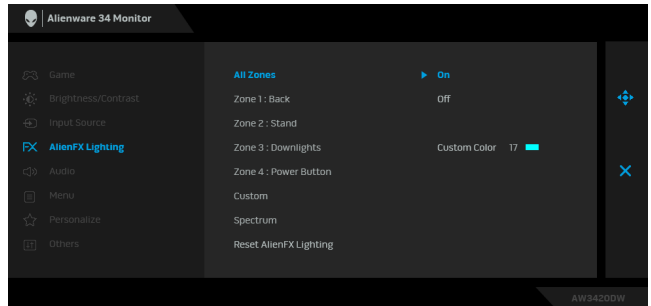 Alienware 34 Monitor
Game
Brightness/Contrast
Input Source
FX AlienFX Lighting
Audio
Menu
Personalize
Others
All Zones On
Zone 1 : Back Off
Zone 2 : Stand
Zone 3 : Downlights Custom Color 17
Zone 4 : Power Button
Custom
Spectrum
Reset AlienFX Lighting
AW3420DW